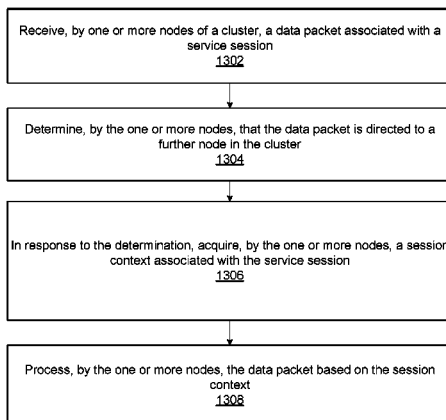 Receive, by one or more nodes of a cluster, a data packet associated with a
service session
1302
Determine, by the one or more nodes, that the data packet is directed to a
further node in the cluster
1304
In response to the determination, acquire, by the one or more nodes, a session
context associated with the service session
1306
Process, by the one or more nodes, the data packet based on the session
context
1308